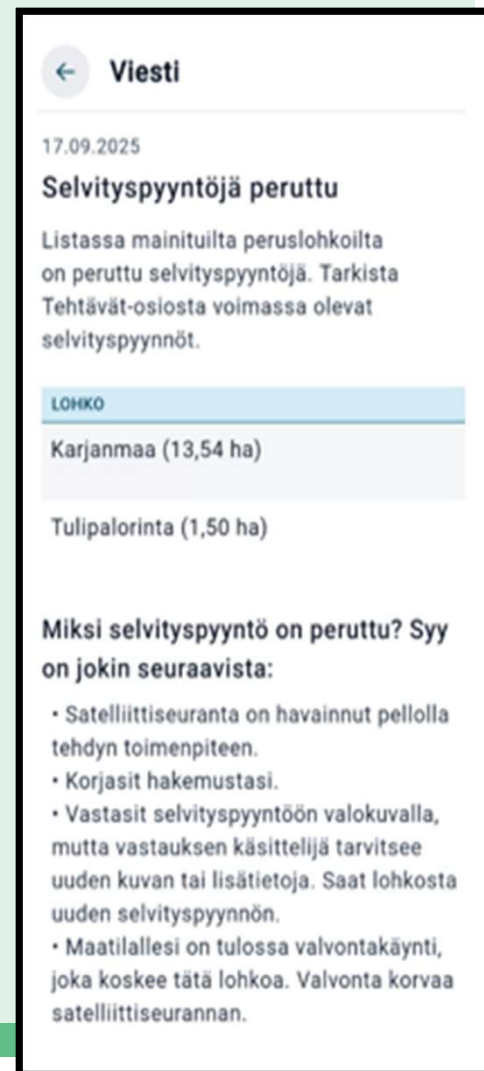 ← Viesti
17.09.2025
Selvityspyyntöjä peruttu
Listassa mainituilta peruslohkoilta
on peruttu selvityspyyntöjä. Tarkista
Tehtävät-osiosta voimassa olevat
selvityspyynnöt.
LOHKO
Karjanmaa (13,54 ha)
Tulipalorinta (1,50 ha)
Miksi selvityspyyntö on peruttu? Syy
on jokin seuraavista:
• Satelliittiseuranta on havainnut pellolla
tehdyn toimenpiteen.
• Korjasit hakemustasi.
• Vastasit selvityspyyntöön valokuvalla,
mutta vastauksen käsittelijä tarvitsee
uuden kuvan tai lisätietoja. Saat lohkosta
uuden selvityspyynnön.
• Maatilallesi on tulossa valvontakäynti,
joka koskee tätä lohkoa. Valvonta korvaa
satelliittiseurannan.